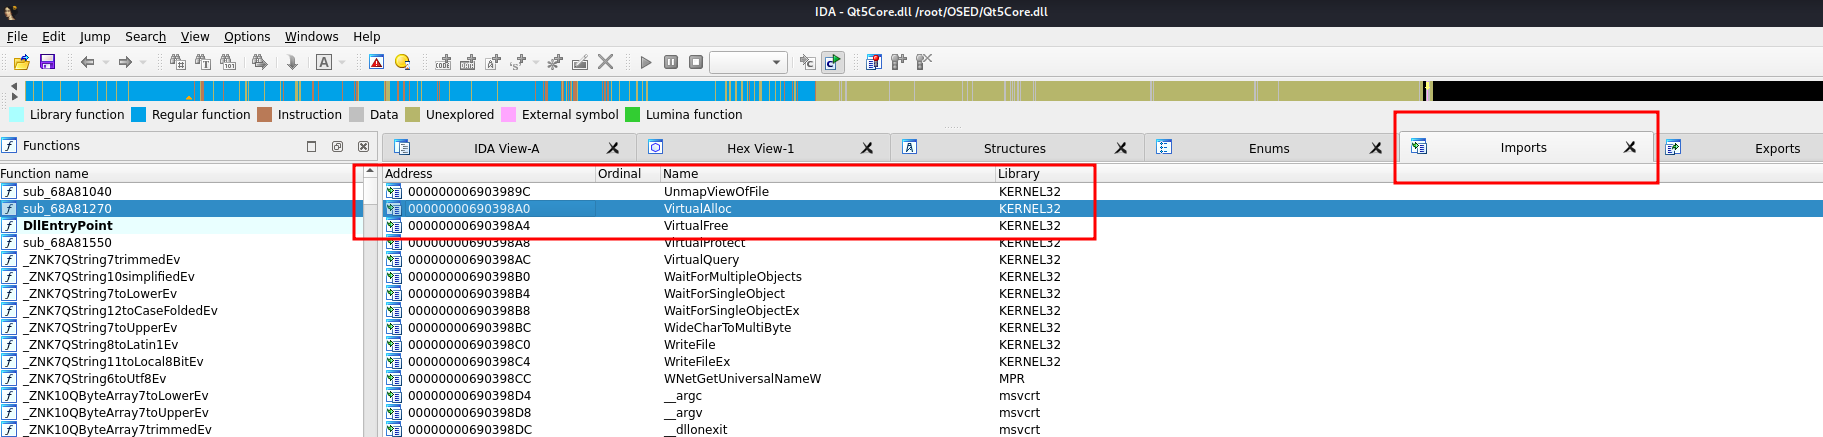 IDA - Qt5Core.dll /root/OSED/Qt5Core.dll
File Edit Jump Search View Options Windows Help
Library function Regular function Instruction Data Unexplored External symbol Lumina function
Functions
IDA View-A Hex View-1 Structures Enums Imports Exports
Function name
sub_68A81040
sub_68A81270
DllEntryPoint
sub_68A81550
_ZNK7QString7trimmedEv
_ZNK7QString10simplifiedEv
_ZNK7QString7toLowerEv
_ZNK7QString12toCaseFoldedEv
_ZNK7QString7toUpperEv
_ZNK7QString8toLatin1Ev
_ZNK7QString11toLocal8BitEv
_ZNK7QString6toUtf8Ev
_ZNK10QByteArray7toLowerEv
_ZNK10QByteArray7toUpperEv
_ZNK10QByteArray7trimmedEv
Address Ordinal Name Library
000000006903989C UnmapViewOfFile KERNEL32
00000000690398A0 VirtualAlloc KERNEL32
00000000690398A4 VirtualFree KERNEL32
00000000690398A8 VirtualProtect KERNEL32
00000000690398AC VirtualQuery KERNEL32
00000000690398B0 WaitForMultipleObjects KERNEL32
00000000690398B4 WaitForSingleObject KERNEL32
00000000690398B8 WaitForSingleObjectEx KERNEL32
00000000690398BC WideCharToMultiByte KERNEL32
00000000690398C0 WriteFile KERNEL32
00000000690398C4 WriteFileEx KERNEL32
00000000690398CC WNetGetUniversalNameW MPR
00000000690398D4 __argc msvcrt
00000000690398D8 __argv msvcrt
00000000690398DC __dllonexit msvcrt